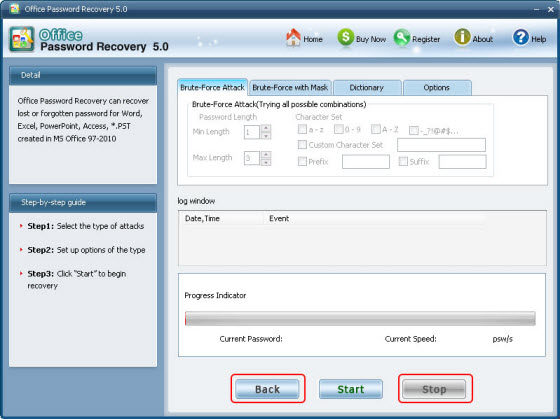 Office Password Recovery 5.0
Office
Password Recovery 5.0
Home
Buy Now
Register
About
Help
Detail
Office Password Recovery can recover
lost or forgotten password for Word,
Excel, PowerPoint, Access, *.PST
created in MS Office 97-2010
Step-by-step guide
Step1: Select the type of attacks
Step2: Set up options of the type
Step3: Click "Start" to begin
recovery
Brute-Force Attack
Brute-Force with Mask
Dictionary
Options
Brute-Force Attack(Trying all possible combinations)
Password Length
Character Set
Min Length
1
a - z
0 - 9
A - Z
-_?!@#$...
Custom Character Set
Max Length
3
Prefix
Suffix
log window
Date,Time
Event
Progress Indicator
Current Password:
Current Speed:
psw/s
Back
Start
Stop